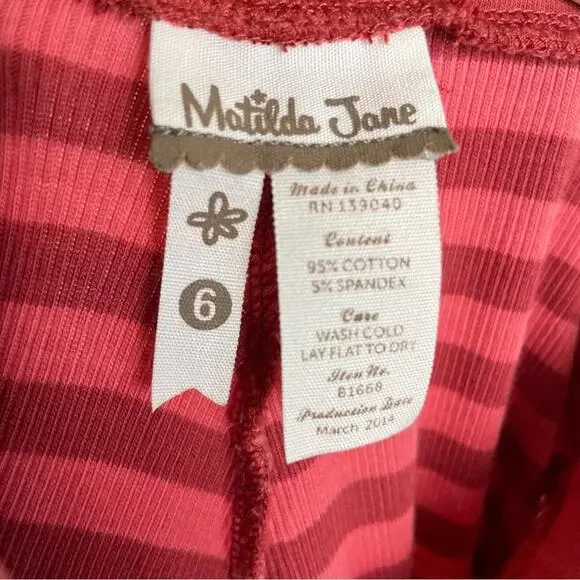 Matilda Jane
6
Made in China
RN 139040
Content
95% COTTON
5% SPANDEX
Care
WASH COLD
LAY FLAT TO DRY
Item No.
81668
Production Date
March 2014